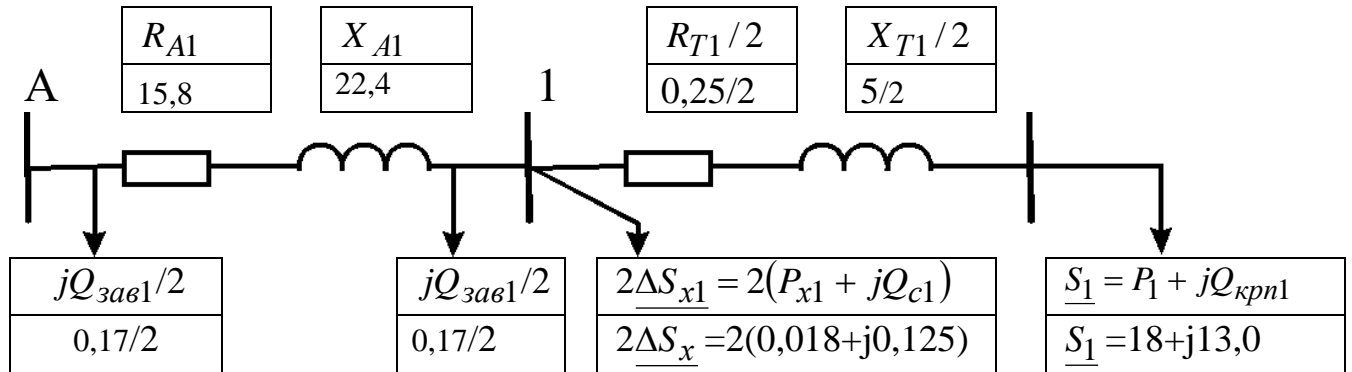 R_A1 X_A1 R_T1/2 X_T1/2
A 15,8 22,4 1 0,25/2 5/2
jQ_зав1/2 jQ_зав1/2 2ΔS_x1 = 2(P_x1 + jQ_c1) S_1 = P_1 + jQ_крп1
0,17/2 0,17/2 2ΔS_x =2(0,018+j0,125) S_1=18+j13,0